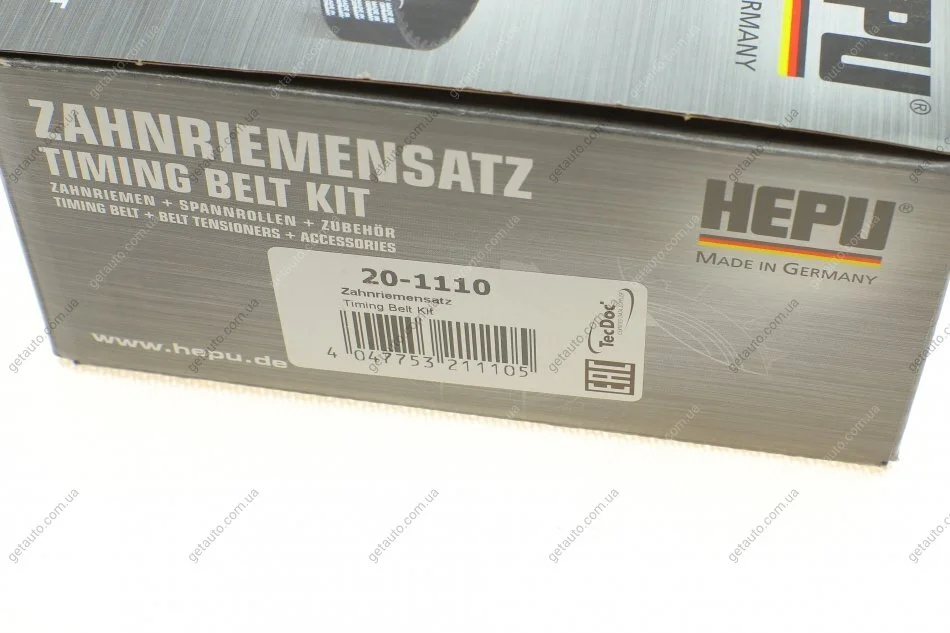 ERMANY
HEPU®
ZAHNRIEMENSATZ
TIMING BELT KIT
ZAHNRIEMEN + SPANNROLLEN + ZUBEHÖR
TIMING BELT + BELT TENSIONERS + ACCESSORIES
HEPU®
MADE IN GERMANY
20-1110
Zahnriemensatz
Timing Belt Kit
4 047753 211105
TecDoc
EAC
www.hepu.de
getauto.com.ua